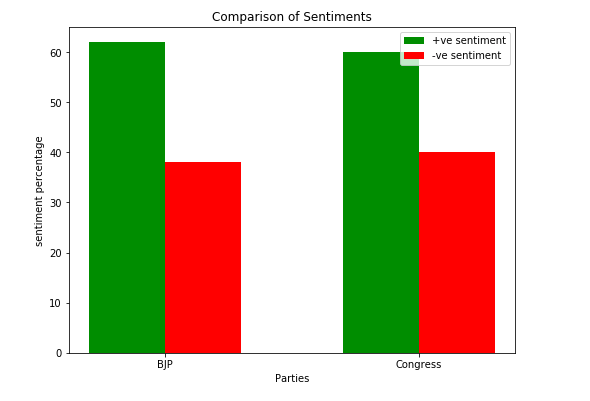 Comparison of Sentiments
+ve sentiment
-ve sentiment
sentiment percentage
60
50
40
30
20
10
0
BJP Congress
Parties